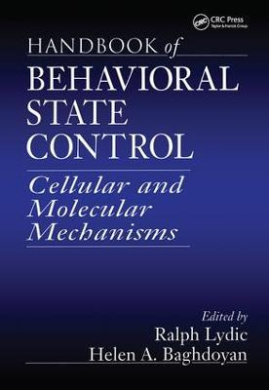 CRC Press
Taylor & Francis Group
HANDBOOK of
BEHAVIORAL
STATE
CONTROL
Cellular and
Molecular
Mechanisms
Edited by
Ralph Lydic
Helen A. Baghdoyan